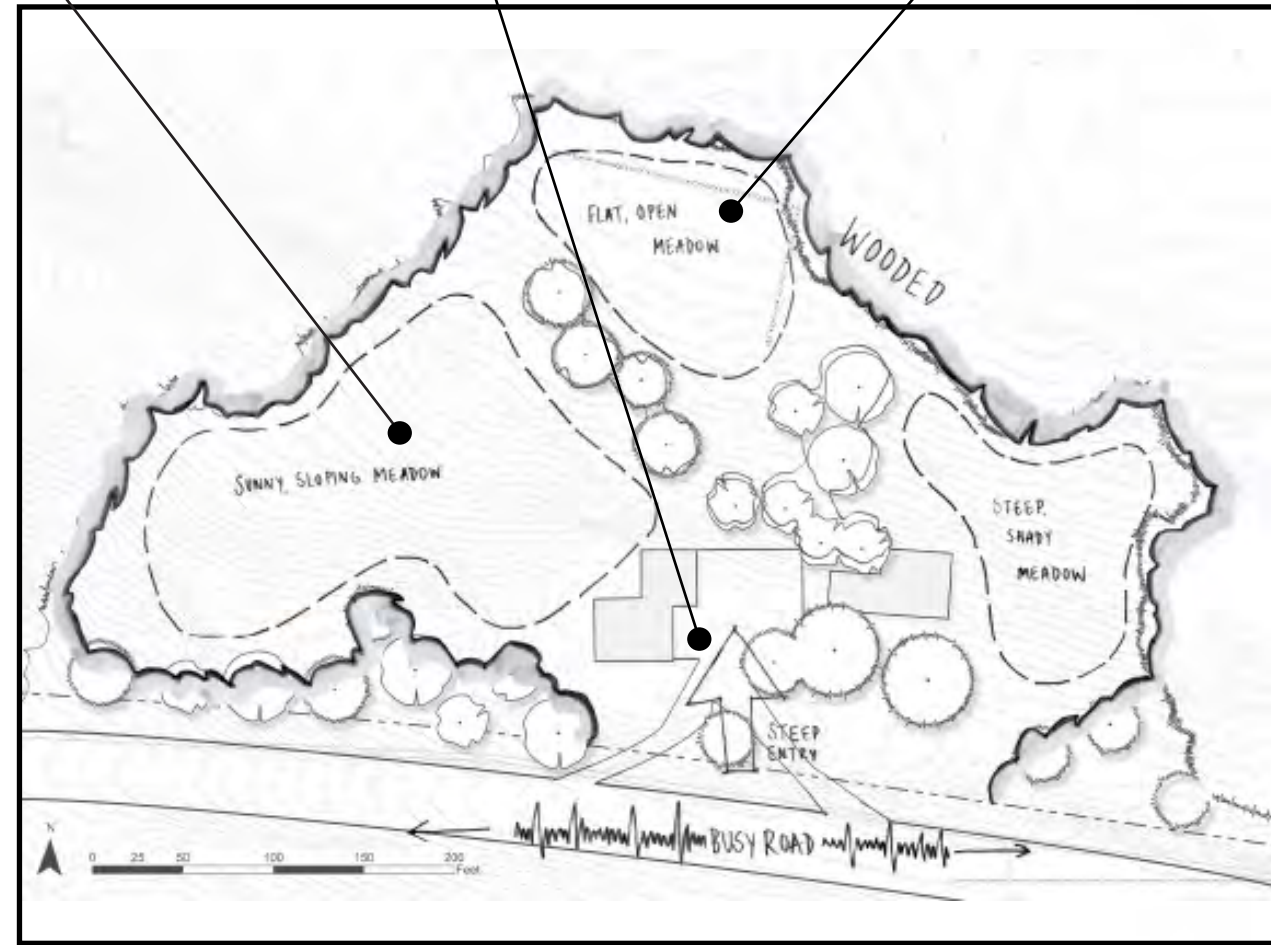 FLAT, OPEN
MEADOW
WOODED
SUNNY, SLOPING MEADOW
STEEP,
SHADY
MEADOW
STEEP
ENTRY
BUSY ROAD
N
0 25 50 100 150 200
Feet